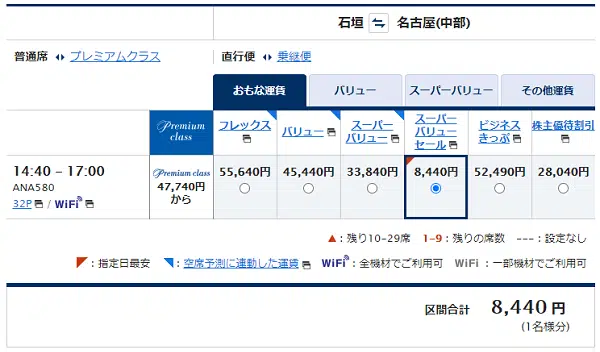 石垣 ⇆ 名古屋(中部)
普通席 プレミアムクラス 直行便 乗継便
おもな運賃 バリュー スーパーバリュー その他運賃
Premium class フレックス バリュー スーパーバリュー スーパーバリューセール ビジネスきっぷ 株主優待割引
14:40 - 17:00 Premium class 55,640円 45,440円 33,840円 8,440円 52,490円 28,040円
ANA580 47,740円
32P / WiFi から
▲：残り10-29席 1-9：残りの席数 ---：設定なし
：指定日最安 ：空席予測に連動した運賃 WiFi：全機材でご利用可 WiFi：一部機材でご利用可
区間合計 8,440 円
(1名様分)